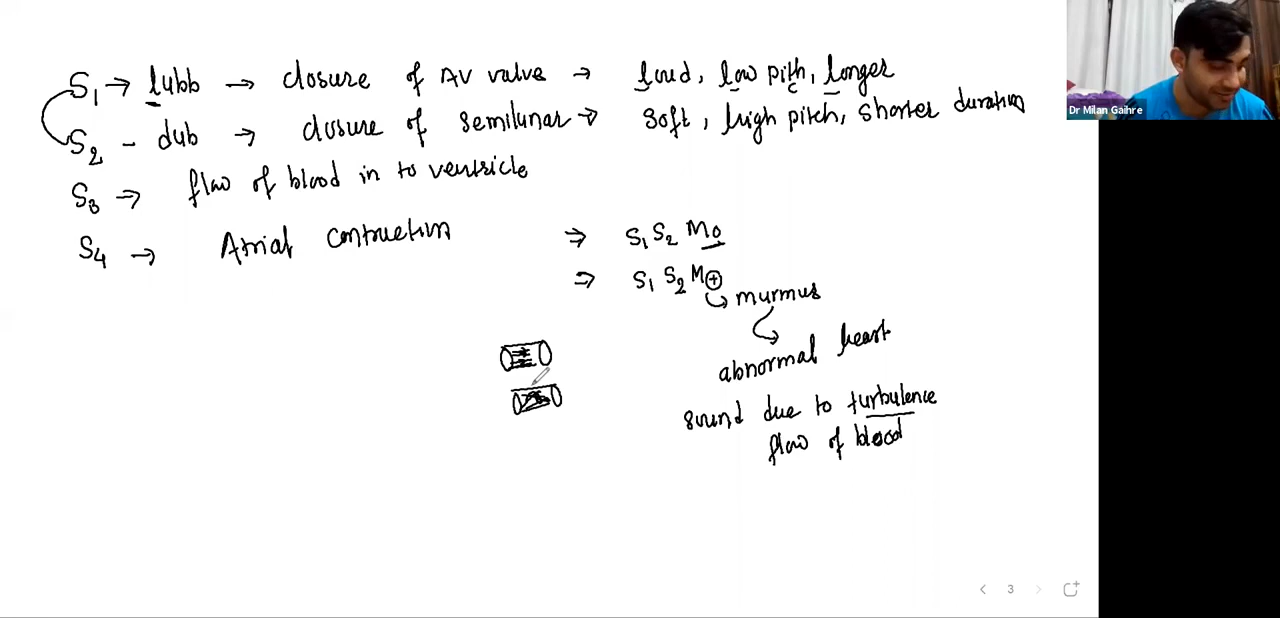 S1 → lubb → closure of AV valve → loud, low pitch, longer
S2 - dub → closure of semilunar → soft, high pitch, shorter duration
S3 → flow of blood in to ventricle
S4 → Atrial contruction ⇒ S1 S2 M0
⇒ S1 S2 M⊕
↳ murmus
abnormal heart
sound due to turbulence
flow of blood
Dr Milan Gaihre
3